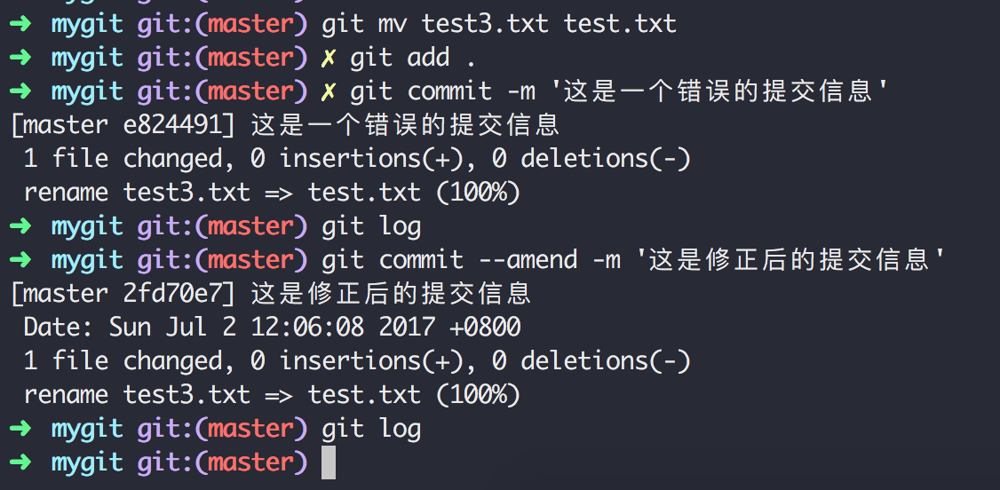 ➜ mygit git:(master) git mv test3.txt test.txt
➜ mygit git:(master) ✗ git add .
➜ mygit git:(master) ✗ git commit -m '这是一个错误的提交信息'
[master e824491] 这是一个错误的提交信息
1 file changed, 0 insertions(+), 0 deletions(-)
rename test3.txt => test.txt (100%)
➜ mygit git:(master) git log
➜ mygit git:(master) git commit --amend -m '这是修正后的提交信息'
[master 2fd70e7] 这是修正后的提交信息
Date: Sun Jul 2 12:06:08 2017 +0800
1 file changed, 0 insertions(+), 0 deletions(-)
rename test3.txt => test.txt (100%)
➜ mygit git:(master) git log
➜ mygit git:(master)